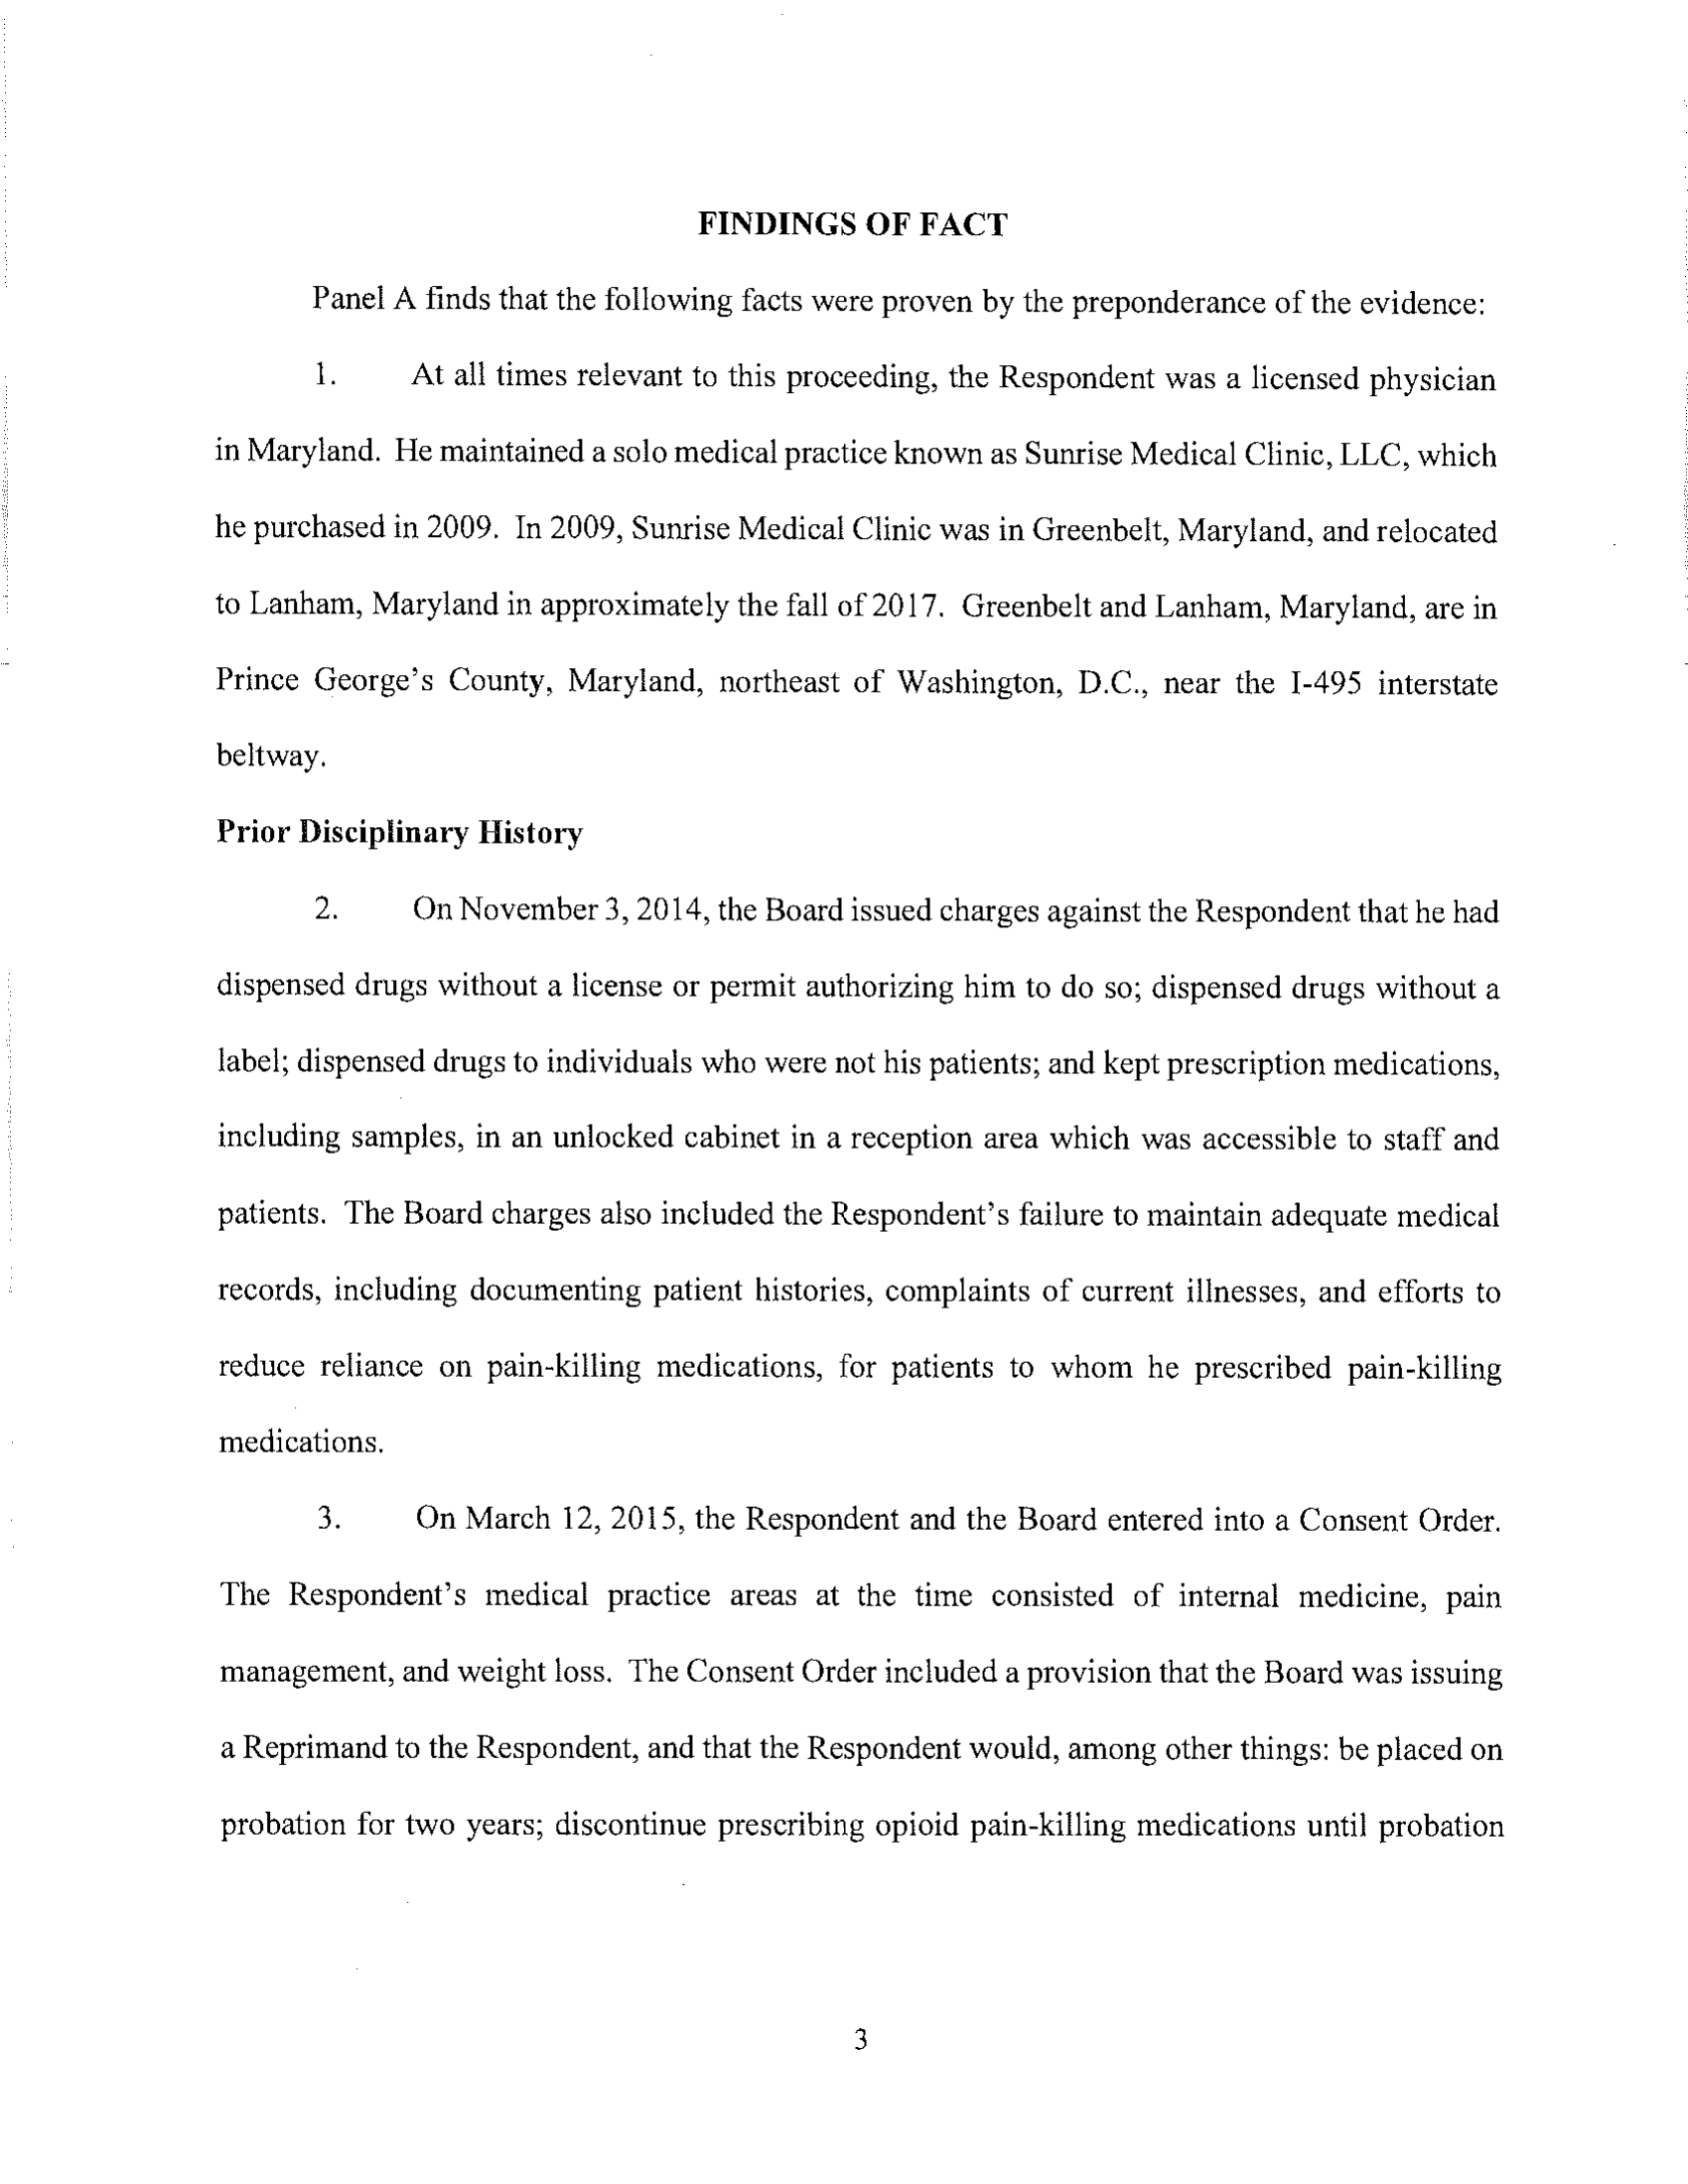 FINDINGS OF FACT
Panel A finds that the following facts were proven by the preponderance of the evidence:
1. At all times relevant to this proceeding, the Respondent was a licensed physician
in Maryland. He maintained a solo medical practice known as Sunrise Medical Clinic, LLC, which
he purchased in 2009. In 2009, Sunrise Medical Clinic was in Greenbelt, Maryland, and relocated
to Lanham, Maryland in approximately the fall of 2017. Greenbelt and Lanham, Maryland, are in
Prince George's County, Maryland, northeast of Washington, D.C., near the I-495 interstate
beltway.
Prior Disciplinary History
2. On November 3, 2014, the Board issued charges against the Respondent that he had
dispensed drugs without a license or permit authorizing him to do so; dispensed drugs without a
label; dispensed drugs to individuals who were not his patients; and kept prescription medications,
including samples, in an unlocked cabinet in a reception area which was accessible to staff and
patients. The Board charges also included the Respondent's failure to maintain adequate medical
records, including documenting patient histories, complaints of current illnesses, and efforts to
reduce reliance on pain-killing medications, for patients to whom he prescribed pain-killing
medications.
3. On March 12, 2015, the Respondent and the Board entered into a Consent Order.
The Respondent's medical practice areas at the time consisted of internal medicine, pain
management, and weight loss. The Consent Order included a provision that the Board was issuing
a Reprimand to the Respondent, and that the Respondent would, among other things: be placed on
probation for two years; discontinue prescribing opioid pain-killing medications until probation
3